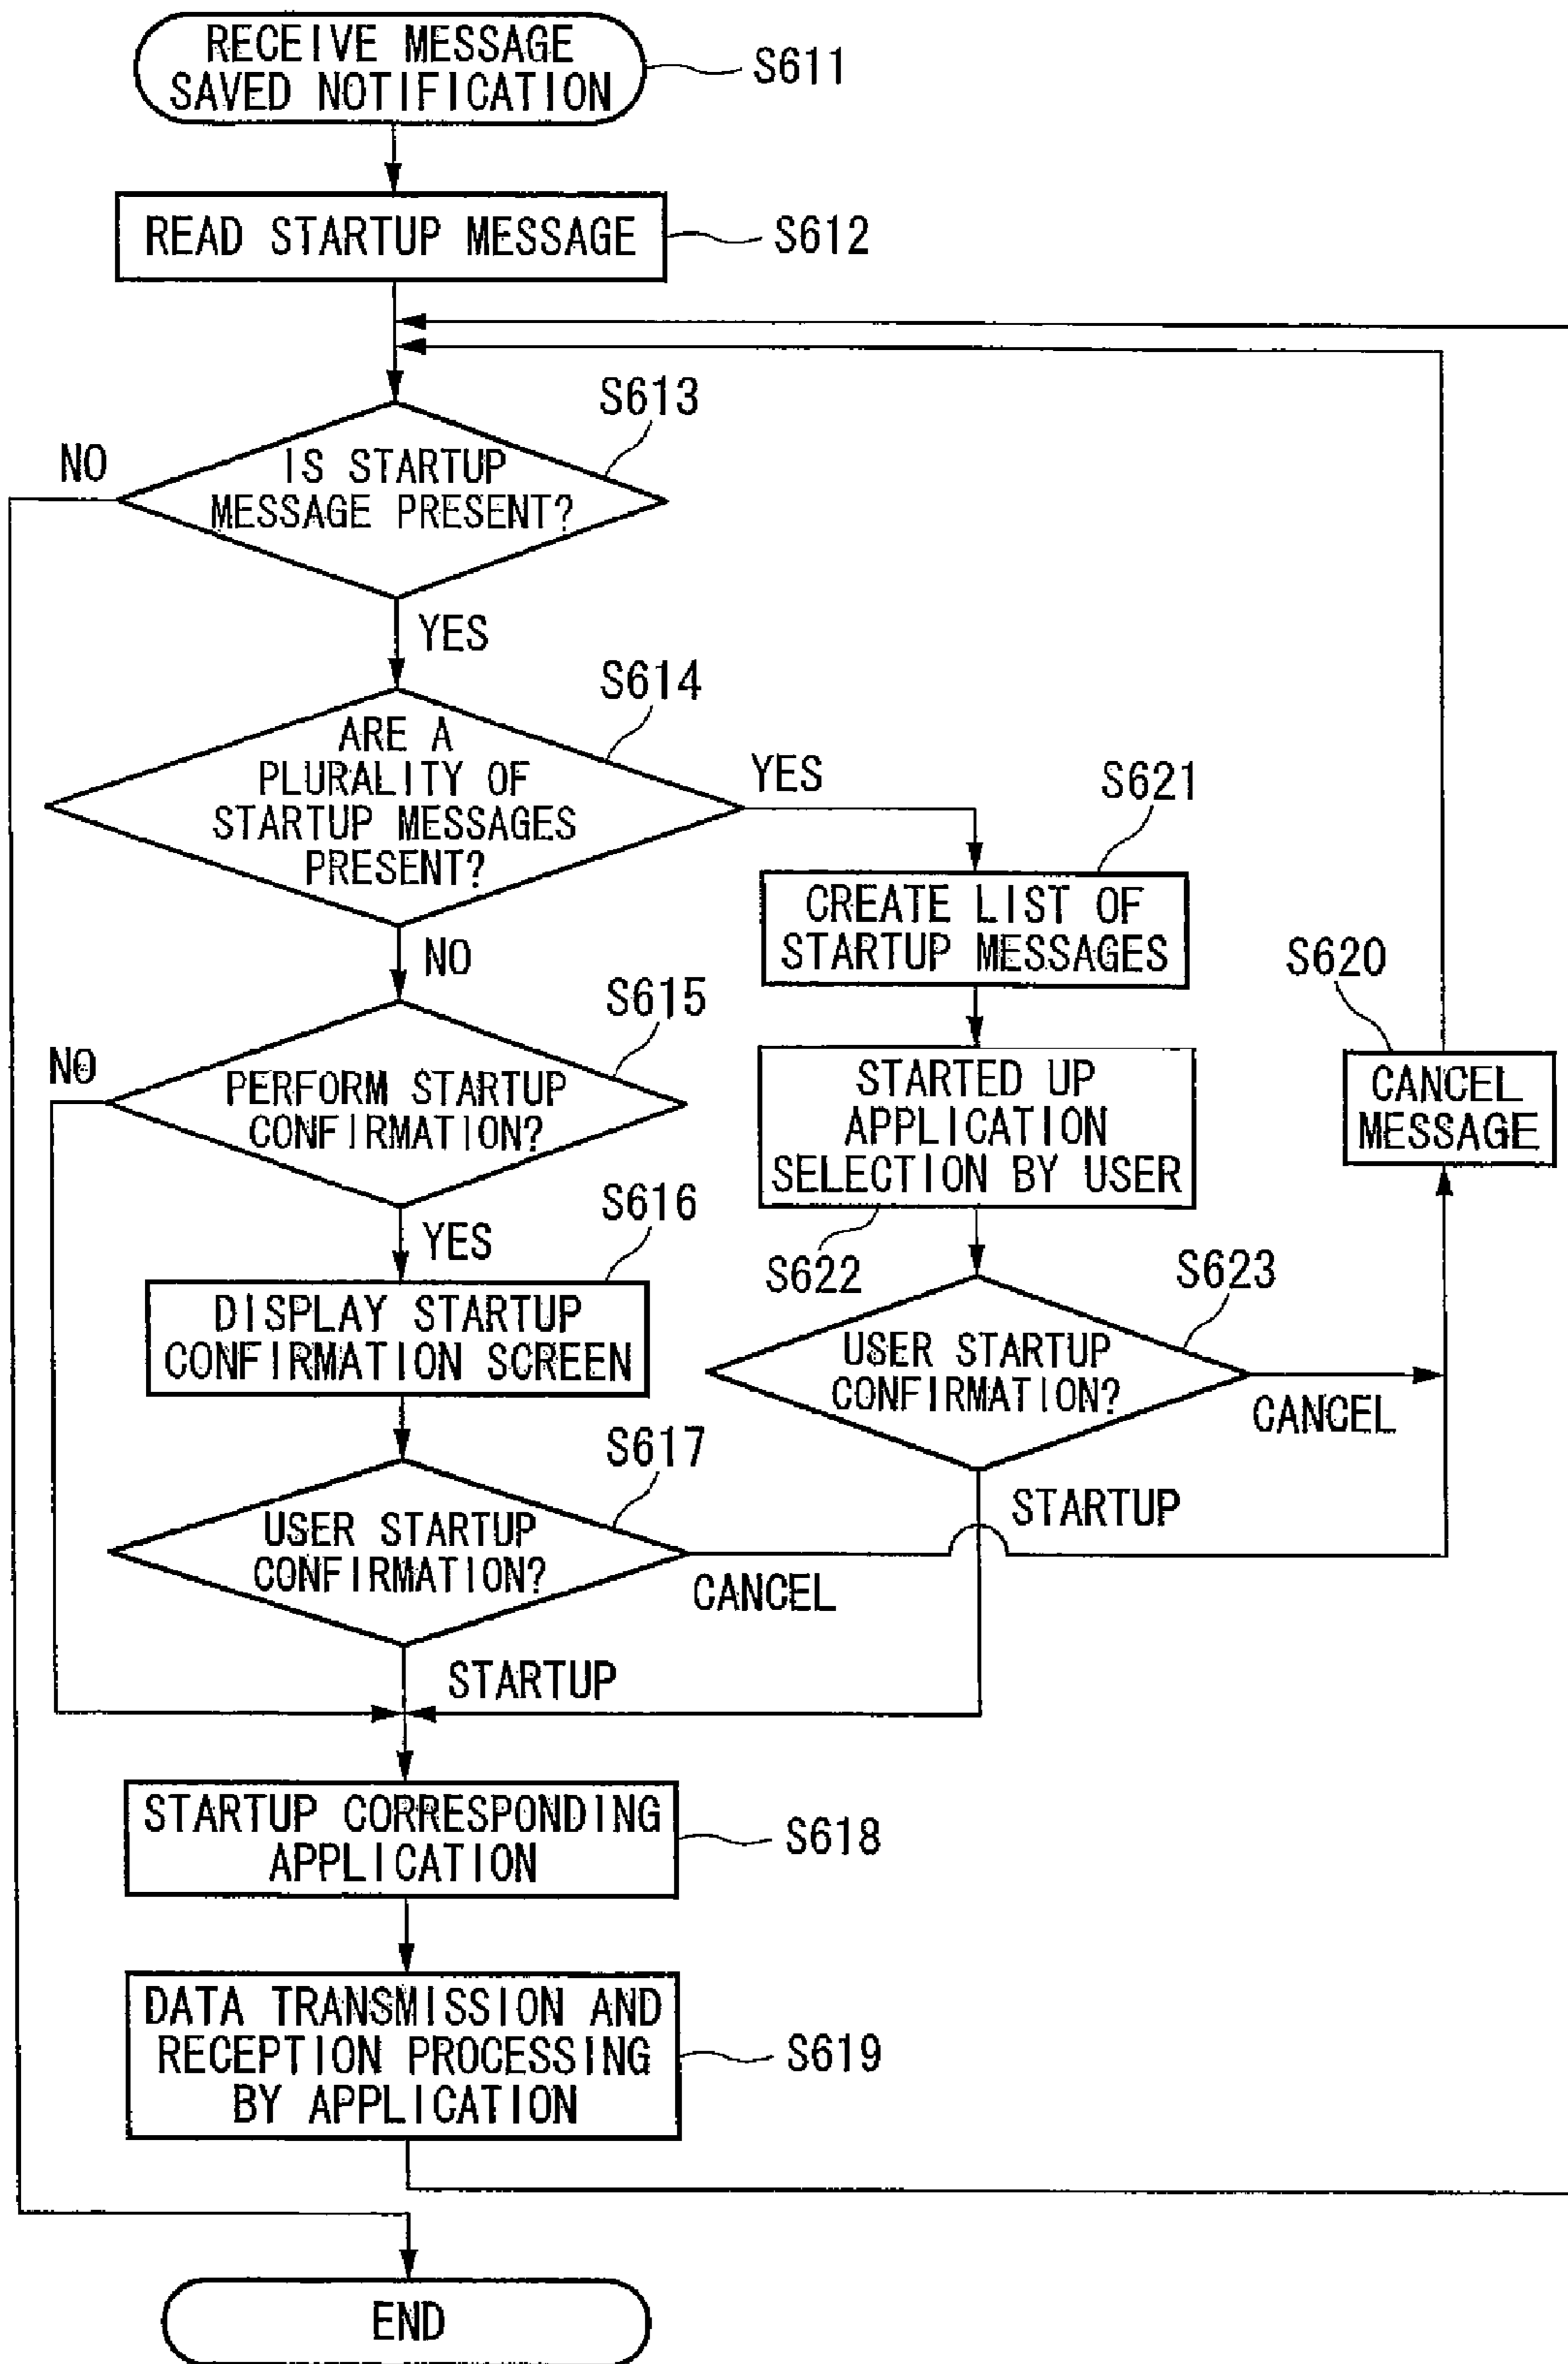 RECEIVE MESSAGE
SAVED NOTIFICATION
S611
READ STARTUP MESSAGE
S612
S613
NO
IS STARTUP
MESSAGE PRESENT?
YES
S614
ARE A
PLURALITY OF
STARTUP MESSAGES
PRESENT?
YES
S621
CREATE LIST OF
STARTUP MESSAGES
NO
S620
CANCEL
MESSAGE
S615
NO
PERFORM STARTUP
CONFIRMATION?
STARTED UP
APPLICATION
SELECTION BY USER
S622
YES
S616
DISPLAY STARTUP
CONFIRMATION SCREEN
S623
USER STARTUP
CONFIRMATION?
CANCEL
STARTUP
S617
USER STARTUP
CONFIRMATION?
CANCEL
STARTUP
STARTUP CORRESPONDING
APPLICATION
S618
DATA TRANSMISSION AND
RECEPTION PROCESSING
BY APPLICATION
S619
END